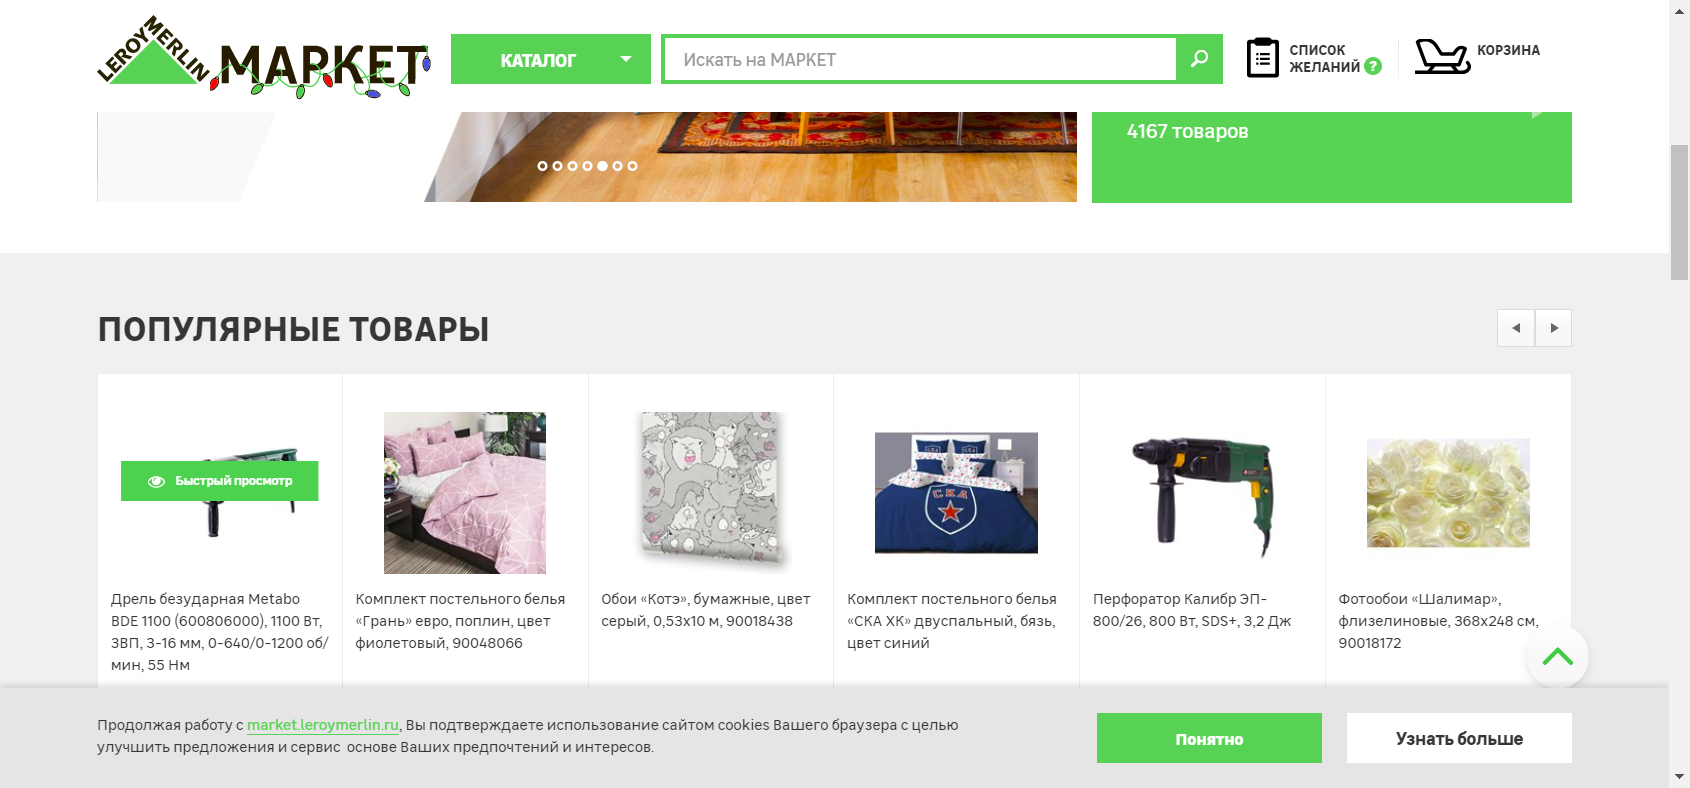 LEROY MERLIN МАРКЕТ
КАТАЛОГ
Искать на МАРКЕТ
СПИСОК
ЖЕЛАНИЙ ?
КОРЗИНА
4167 товаров
ПОПУЛЯРНЫЕ ТОВАРЫ
Быстрый просмотр
СКА
Дрель безударная Metabo
BDE 1100 (600806000), 1100 Вт,
ЗВП, 3-16 мм, 0-640/0-1200 об/
мин, 55 Нм
Комплект постельного белья
«Грань» евро, поплин, цвет
фиолетовый, 90048066
Обои «Котэ», бумажные, цвет
серый, 0,53х10 м, 90018438
Комплект постельного белья
«СКА ХК» двуспальный, бязь,
цвет синий
Перфоратор Калибр ЭП-
800/26, 800 Вт, SDS+, 3,2 Дж
Фотообои «Шалимар»,
флизелиновые, 368х248 см,
90018172
Продолжая работу с market.leroymerlin.ru, Вы подтверждаете использование сайтом cookies Вашего браузера с целью
улучшить предложения и сервис основе Ваших предпочтений и интересов.
Понятно
Узнать больше